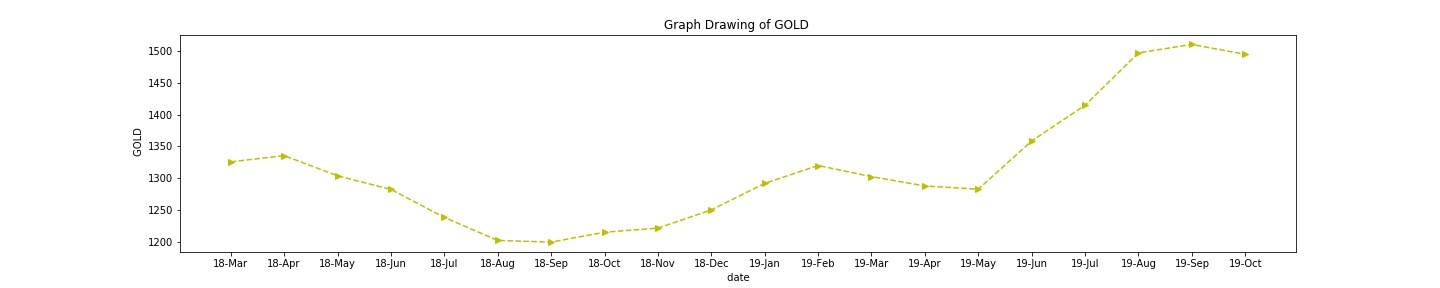 Graph Drawing of GOLD
1500
1450
1400
1350
1300
1250
1200
GOLD
18-Mar 18-Apr 18-May 18-Jun 18-Jul 18-Aug 18-Sep 18-Oct 18-Nov 18-Dec 19-Jan 19-Feb 19-Mar 19-Apr 19-May 19-Jun 19-Jul 19-Aug 19-Sep 19-Oct
date